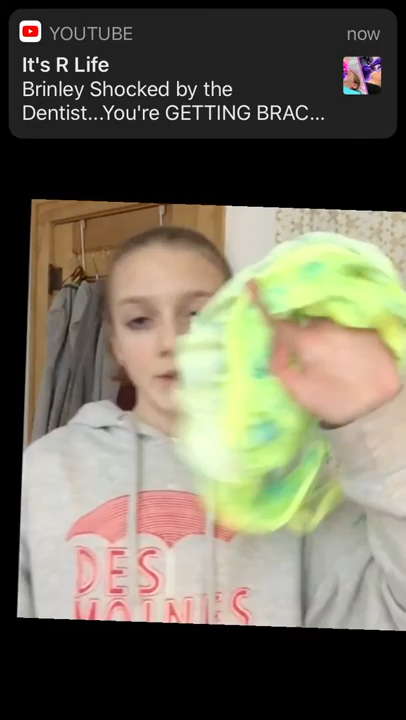 YOUTUBE
now
It's R Life
Brinley Shocked by the
Dentist...You're GETTING BRAC...
DES
MOINES